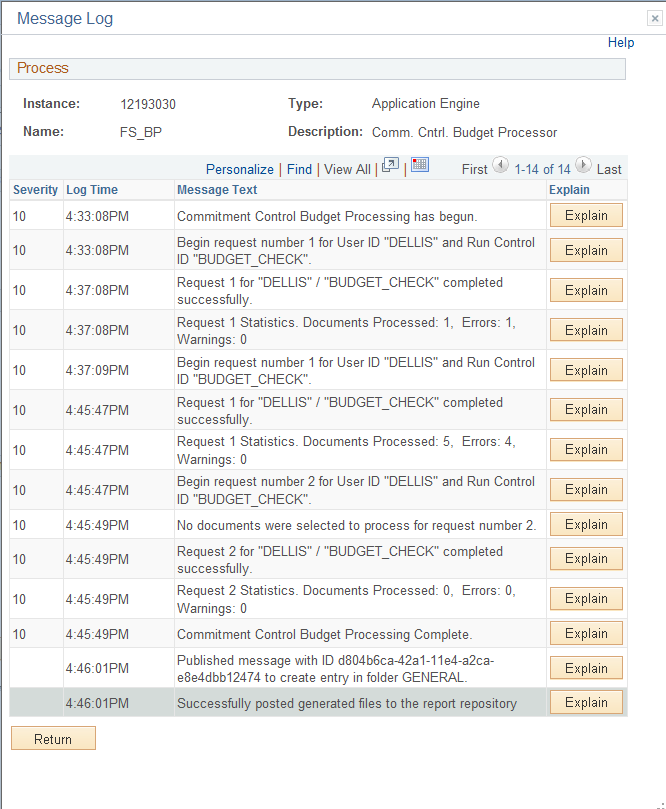 Message Log
Help
Process
Instance: 12193030 Type: Application Engine
Name: FS_BP Description: Comm. Cntrl. Budget Processor
Personalize | Find | View All | | First 1-14 of 14 Last
Severity Log Time Message Text Explain
10 4:33:08PM Commitment Control Budget Processing has begun. Explain
10 4:33:08PM Begin request number 1 for User ID "DELLIS" and Run Control
ID "BUDGET_CHECK". Explain
10 4:37:08PM Request 1 for "DELLIS" / "BUDGET_CHECK" completed
successfully. Explain
10 4:37:08PM Request 1 Statistics. Documents Processed: 1, Errors: 1,
Warnings: 0 Explain
10 4:37:09PM Begin request number 1 for User ID "DELLIS" and Run Control
ID "BUDGET_CHECK". Explain
10 4:45:47PM Request 1 for "DELLIS" / "BUDGET_CHECK" completed
successfully. Explain
10 4:45:47PM Request 1 Statistics. Documents Processed: 5, Errors: 4,
Warnings: 0 Explain
10 4:45:47PM Begin request number 2 for User ID "DELLIS" and Run Control
ID "BUDGET_CHECK". Explain
10 4:45:49PM No documents were selected to process for request number 2. Explain
10 4:45:49PM Request 2 for "DELLIS" / "BUDGET_CHECK" completed
successfully. Explain
10 4:45:49PM Request 2 Statistics. Documents Processed: 0, Errors: 0,
Warnings: 0 Explain
10 4:45:49PM Commitment Control Budget Processing Complete. Explain
4:46:01PM Published message with ID d804b6ca-42a1-11e4-a2ca-
e8e4dbb12474 to create entry in folder GENERAL. Explain
4:46:01PM Successfully posted generated files to the report repository Explain
Return